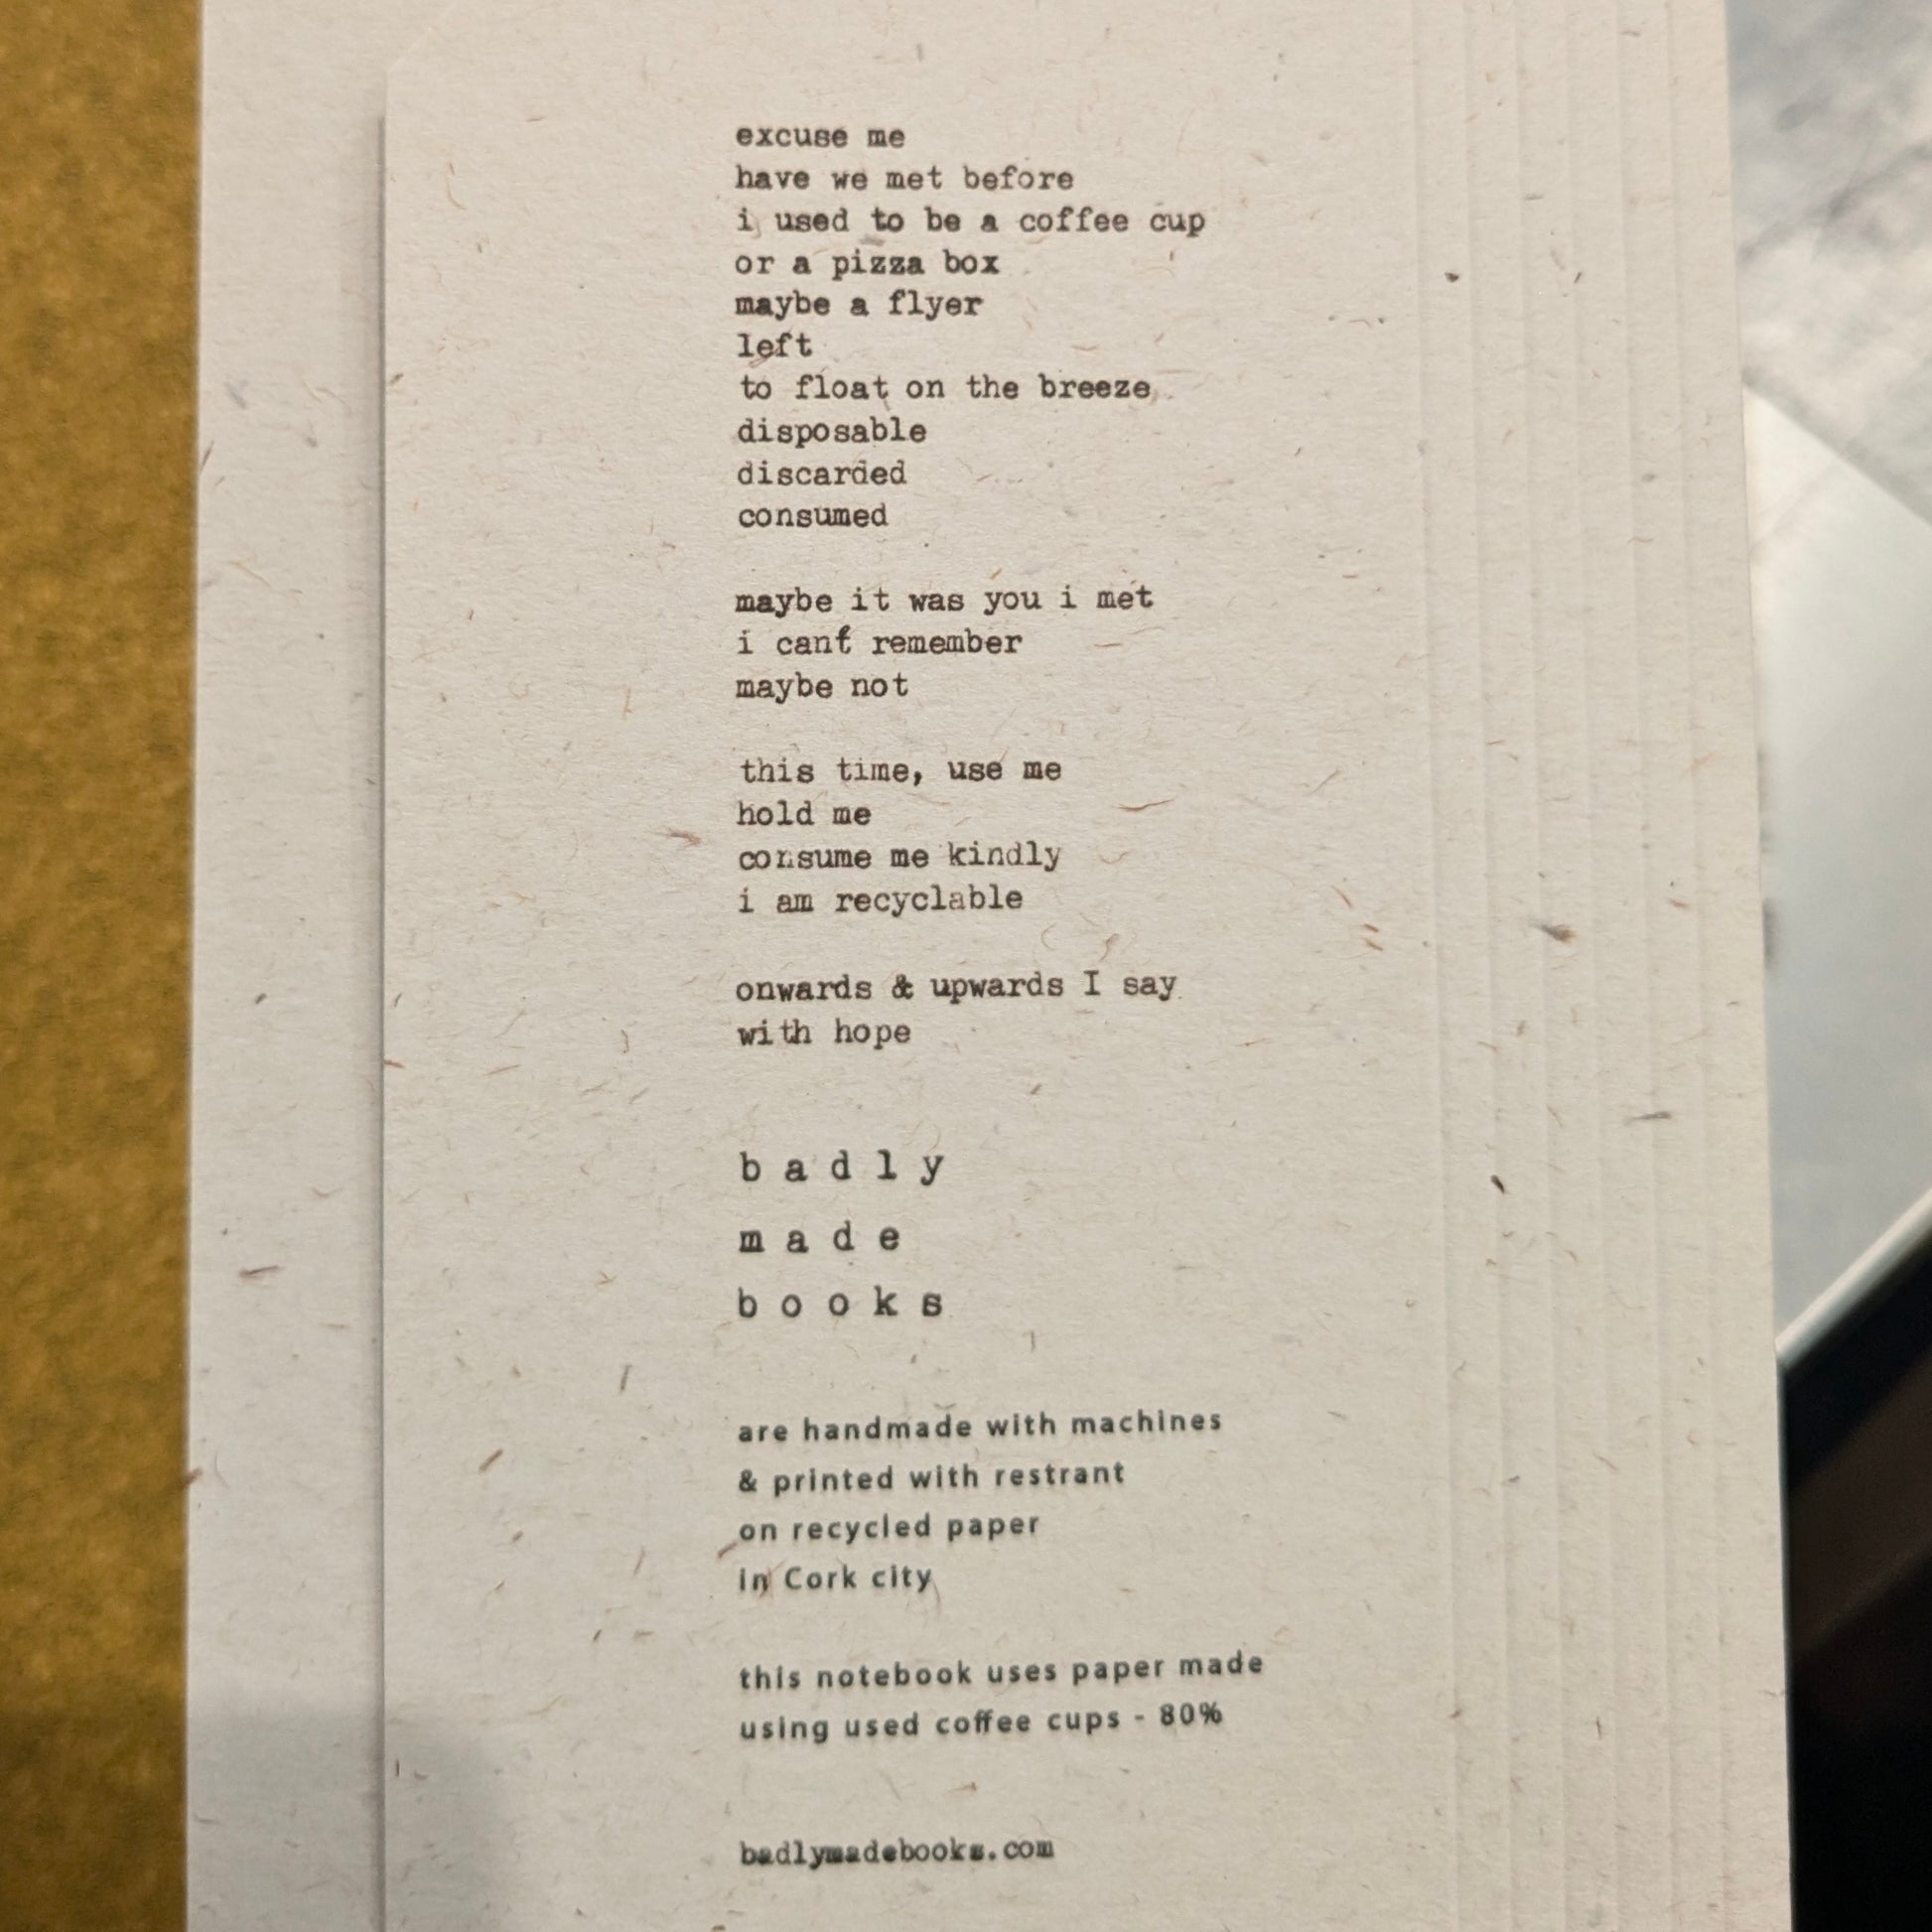 excuse me
have we met before
i used to be a coffee cup
or a pizza box
maybe a flyer
left
to float on the breeze
disposable
discarded
consumed
maybe it was you i met
i can't remember
maybe not
this time, use me
hold me
consume me kindly
i am recyclable
onwards & upwards I say
with hope
b a d l y
m a d e
b o o k s
are handmade with machines
& printed with restrant
on recycled paper
in Cork city
this notebook uses paper made
using used coffee cups - 80%
badlymadebooks.com